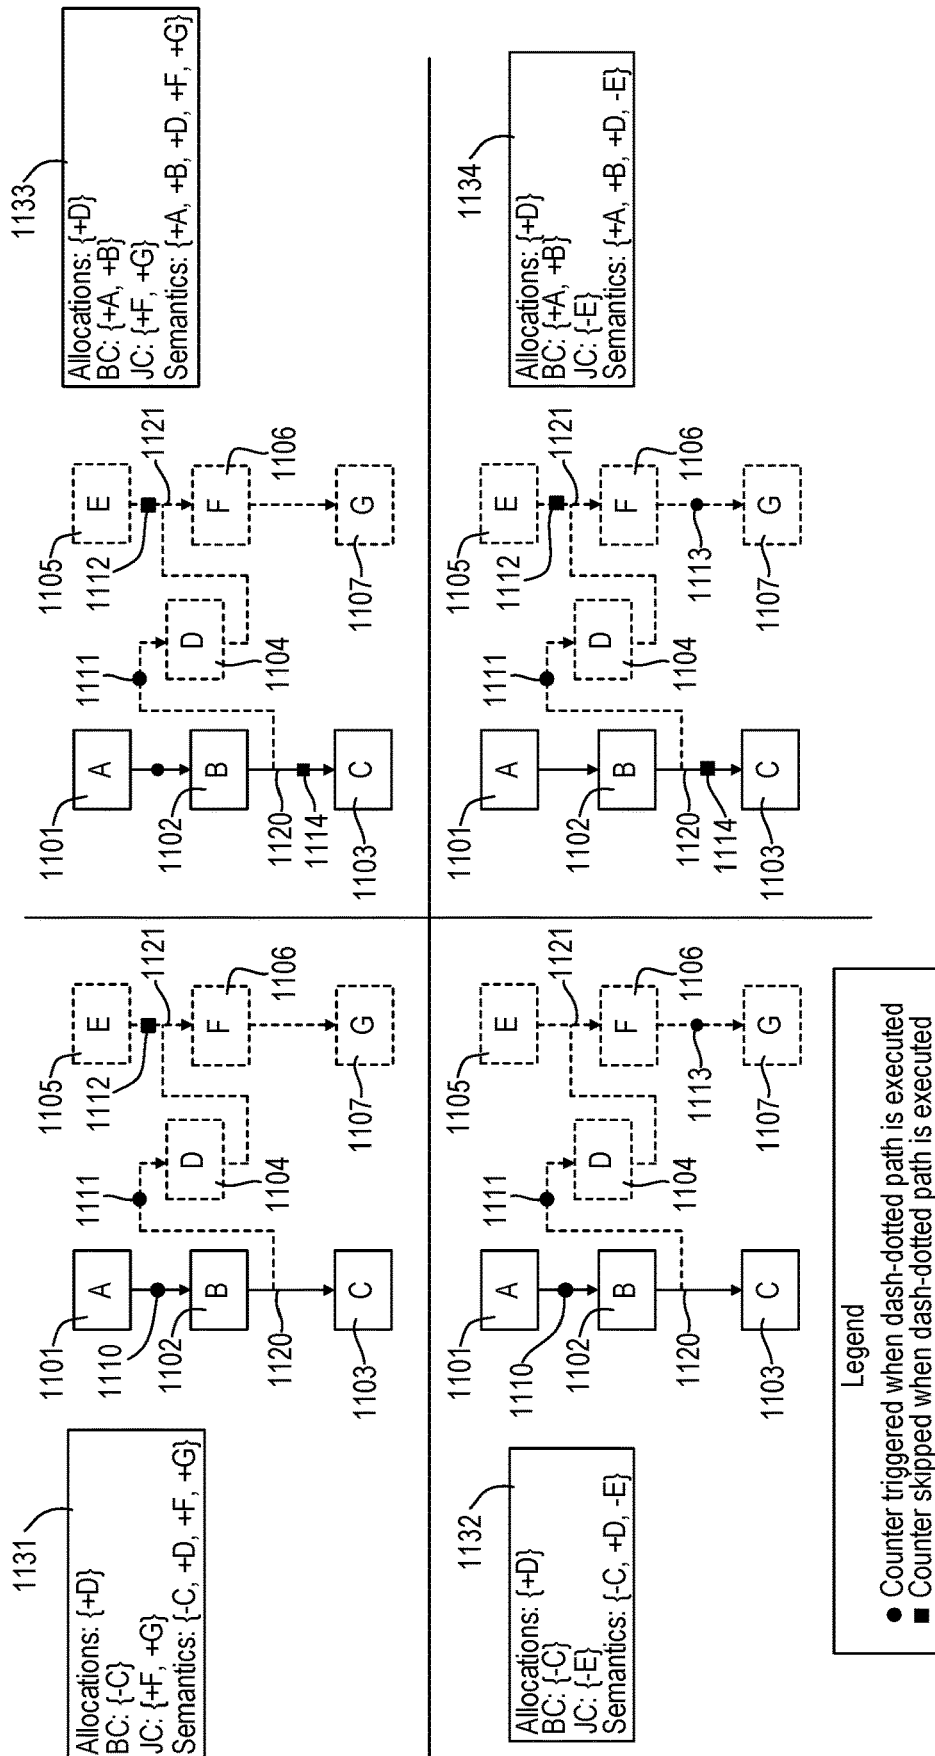 1131
Allocations: {+D}
BC: {-C}
JC: {+F, +G}
Semantics: {-C, +D, +F, +G}
1101
A
1110
1102
B
1120
1103
C
1111
D
1104
1105
E
1112
1121
F
1106
1107
G
1133
Allocations: {+D}
BC: {+A, +B}
JC: {+F, +G}
Semantics: {+A, +B, +D, +F, +G}
1101
A
1102
B
1120
1114
1103
C
1111
D
1104
1105
E
1112
1121
F
1106
1107
G
1132
Allocations: {+D}
BC: {-C}
JC: {-E}
Semantics: {-C, +D, -E}
1101
A
1110
1102
B
1120
1103
C
1111
D
1104
1105
E
1121
F
1106
1113
1107
G
1134
Allocations: {+D}
BC: {+A, +B}
JC: {-E}
Semantics: {+A, +B, +D, -E}
1101
A
1102
B
1120
1114
1103
C
1111
D
1104
1105
E
1112
1121
F
1106
1113
1107
G
Legend
● Counter triggered when dash-dotted path is executed
■ Counter skipped when dash-dotted path is executed